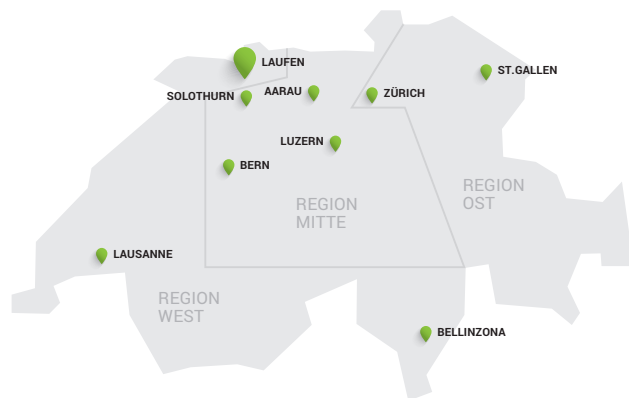 LAUFEN
ST.GALLEN
SOLOTHURN
AARAU
ZÜRICH
LUZERN
BERN
REGION
OST
REGION
MITTE
LAUSANNE
REGION
WEST
BELLINZONA